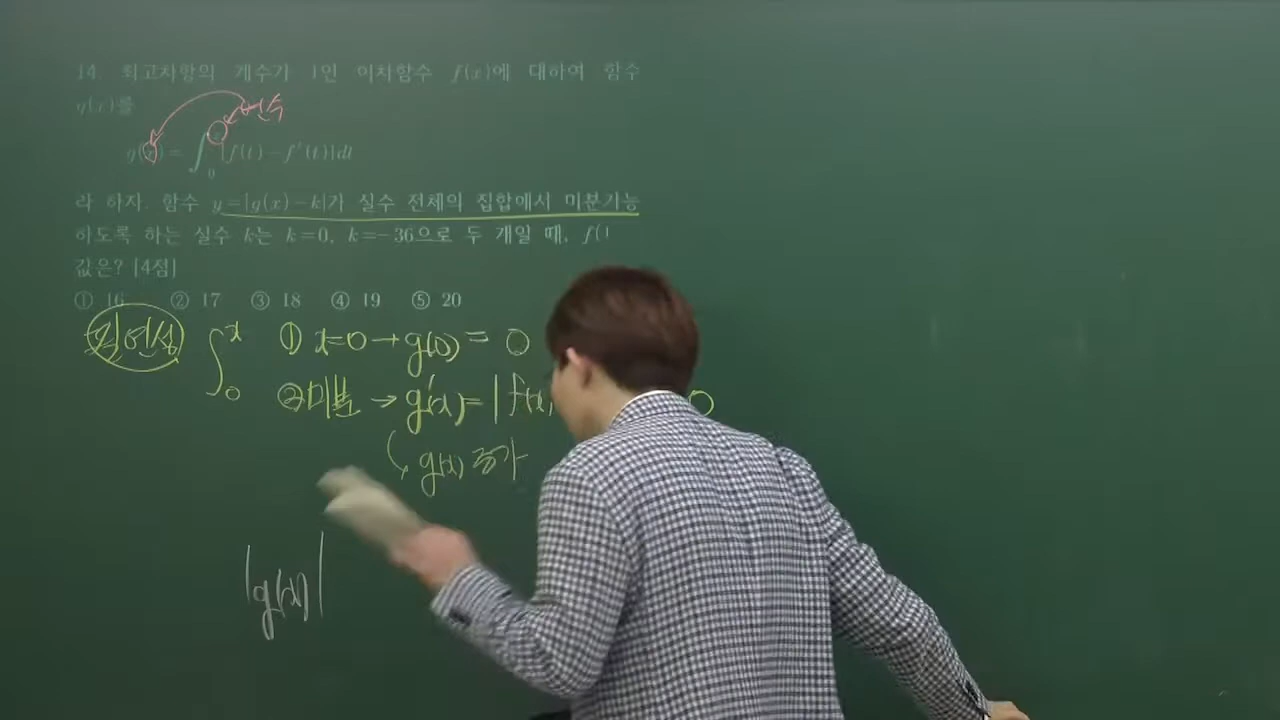 14. 최고차항의 계수가 1인 이차함수 f(x)에 대하여 함수
g(x)를
변수
g(x)=∫₀ˣ|f(t)-f'(t)|dt
라 하자. 함수 y=|g(x)-k|가 실수 전체의 집합에서 미분가능
하도록 하는 실수 k는 k=0, k=-36으로 두 개일 때, f(1
값은? [4점]
① 16 ② 17 ③ 18 ④ 19 ⑤ 20
필연성 ∫₀ˣ ① x=0→g(0)=0
②미분→g'(x)=|f(x) 0
g(x) 증가
|g(x)|